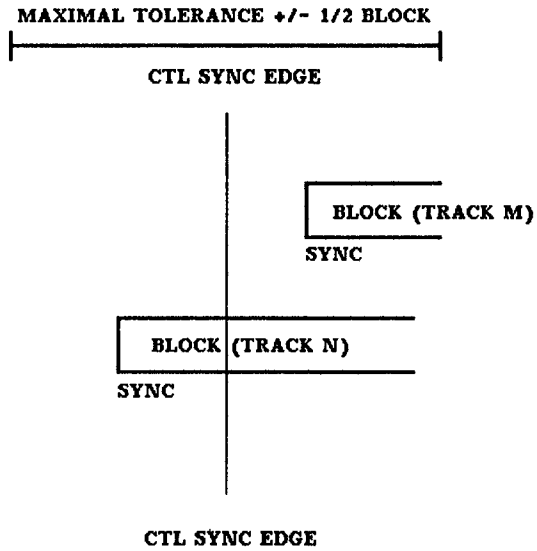 MAXIMAL TOLERANCE +/- 1/2 BLOCK
CTL SYNC EDGE
BLOCK (TRACK M)
SYNC
BLOCK (TRACK N)
SYNC
CTL SYNC EDGE